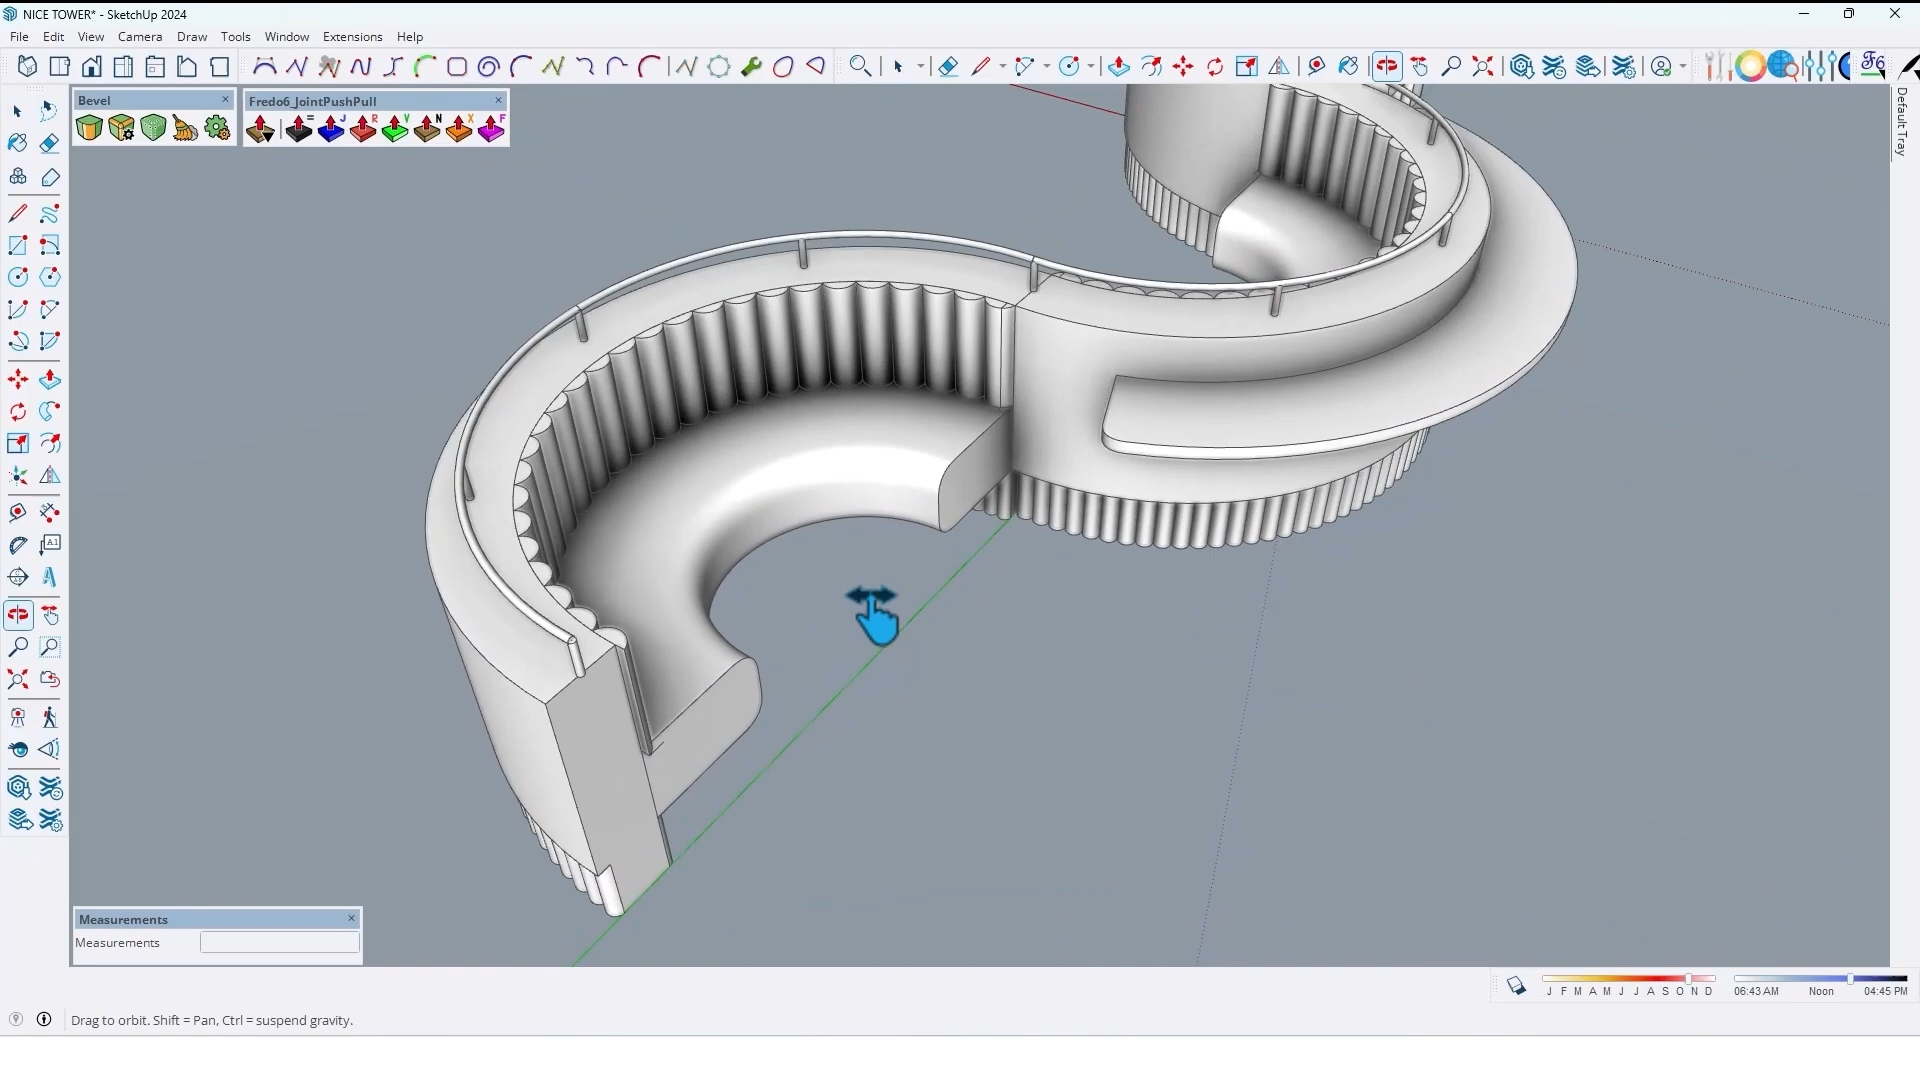 NICE TOWER* - SketchUp 2024
File Edit View Camera Draw Tools Window Extensions Help
Bevel
Fredo6_JointPushPull
= J R V N X F
Default Tray
A1
Measurements
Measurements
J F M A M J J A S O N D
06:43 AM Noon 04:45 PM
Drag to orbit. Shift = Pan, Ctrl = suspend gravity.